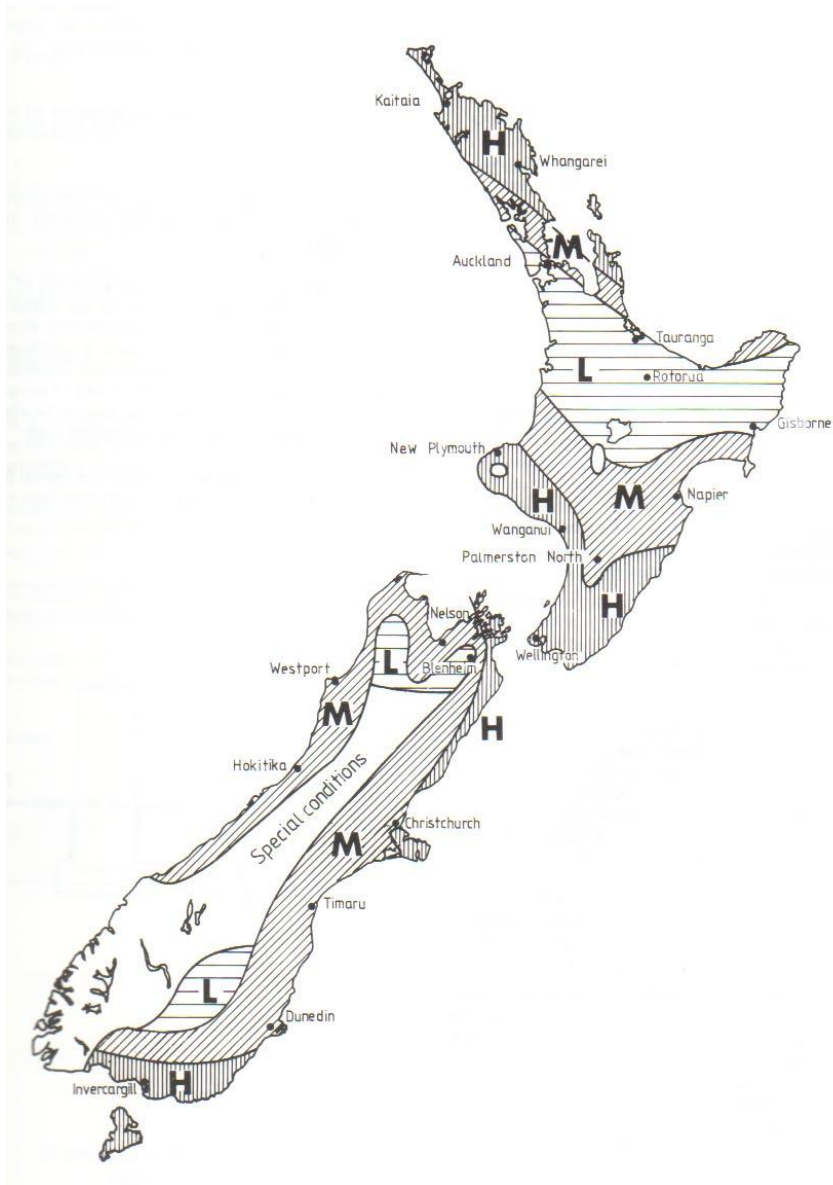 Kaitaia
H
Whangarei
M
Auckland
Tauranga
L
Rotorua
Gisborne
New Plymouth
H
M
Napier
Wanganui
Palmerston North
H
Nelson
Wellington
L
Blenheim
Westport
M
H
Hokitika
Special conditions
Christchurch
M
Timaru
L
Dunedin
H
Invercargill